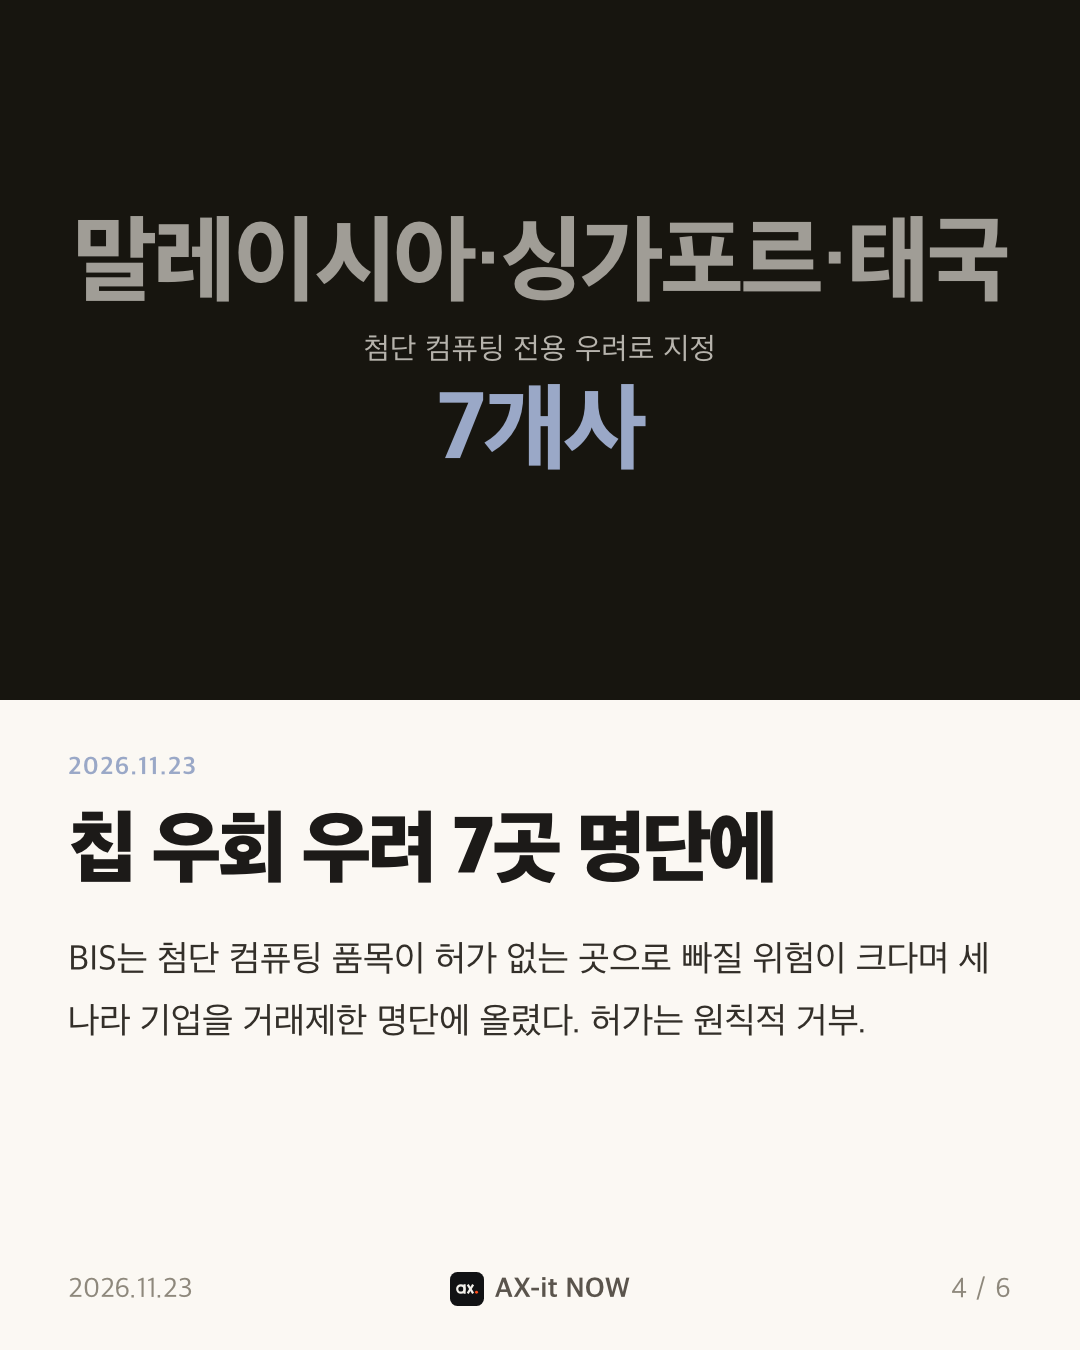 말레이시아·싱가포르·태국
첨단 컴퓨팅 전용 우려로 지정
7개사
2026.11.23
칩 우회 우려 7곳 명단에
BIS는 첨단 컴퓨팅 품목이 허가 없는 곳으로 빠질 위험이 크다며 세
나라 기업을 거래제한 명단에 올렸다. 허가는 원칙적 거부.
2026.11.23
ax. AX-it NOW
4 / 6